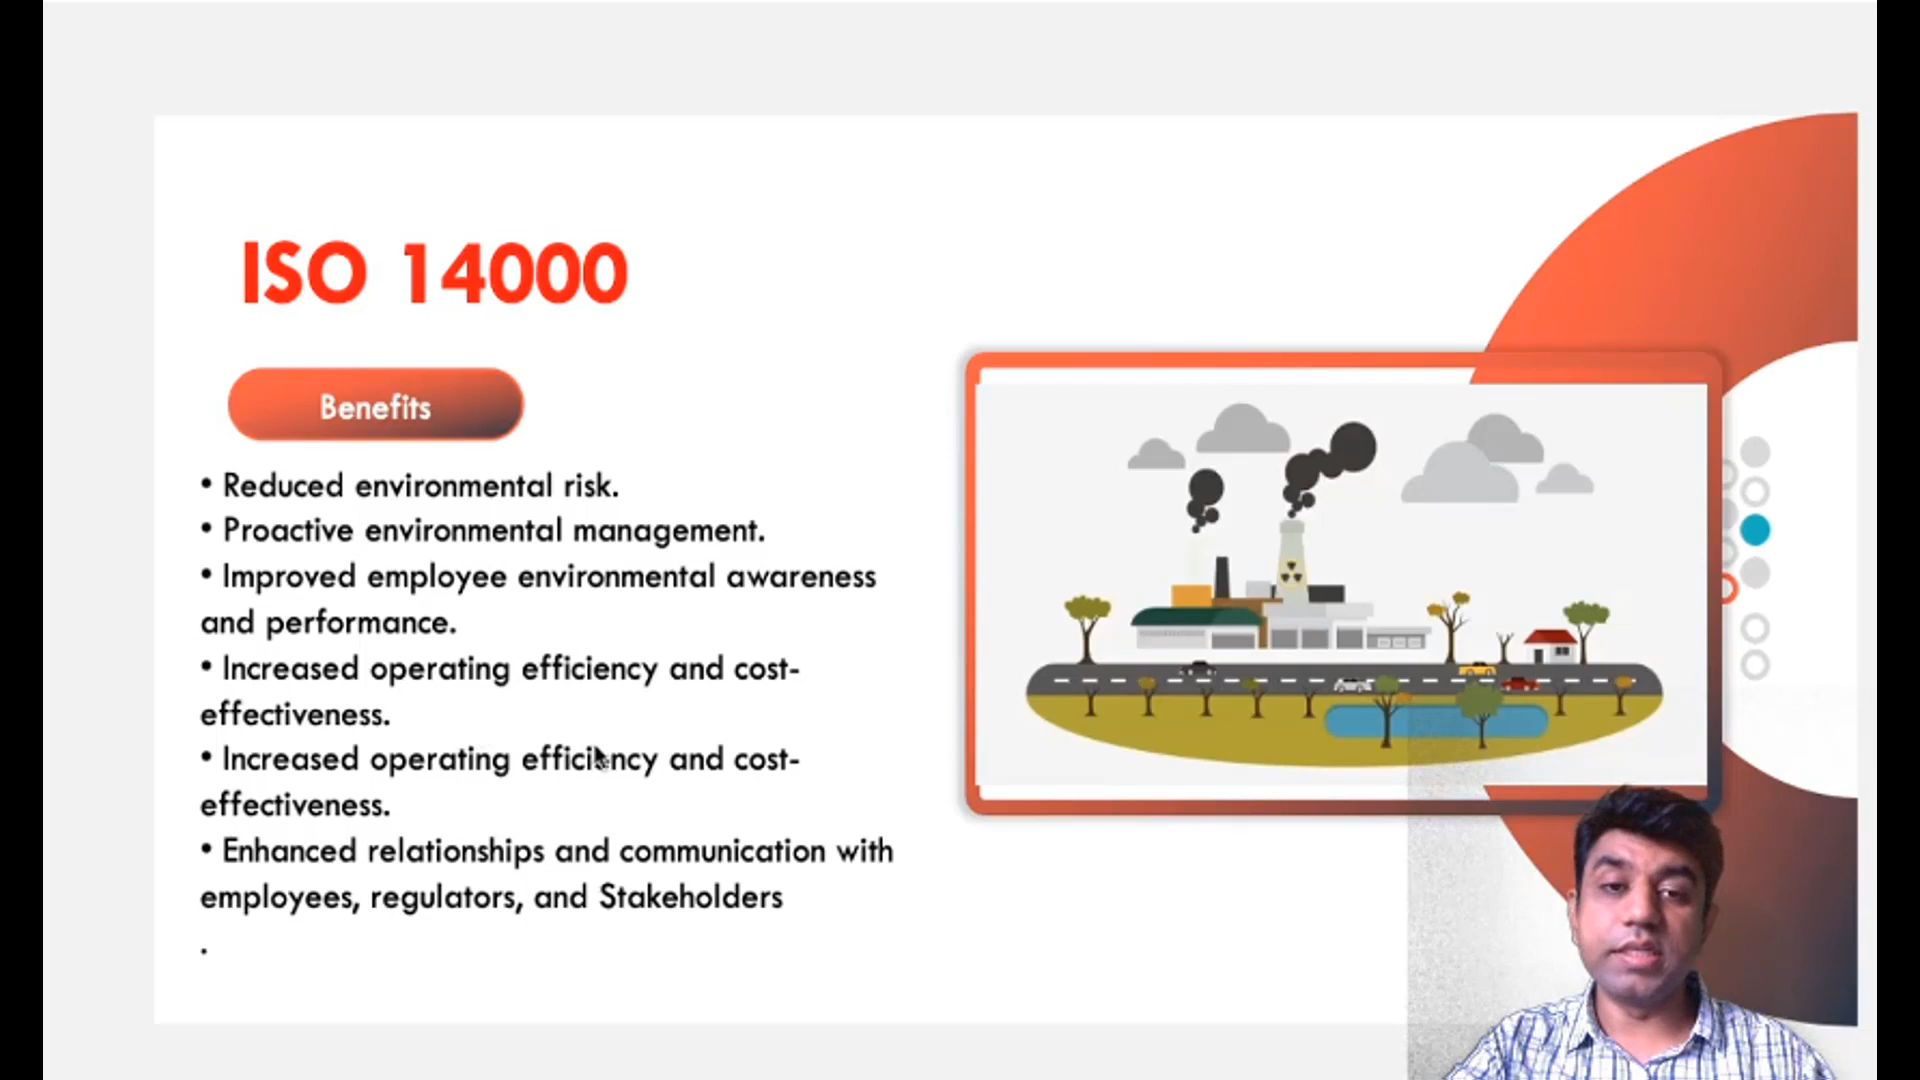 ISO 14000
Benefits
• Reduced environmental risk.
• Proactive environmental management.
• Improved employee environmental awareness
and performance.
• Increased operating efficiency and cost-
effectiveness.
• Increased operating efficiency and cost-
effectiveness.
• Enhanced relationships and communication with
employees, regulators, and Stakeholders
.